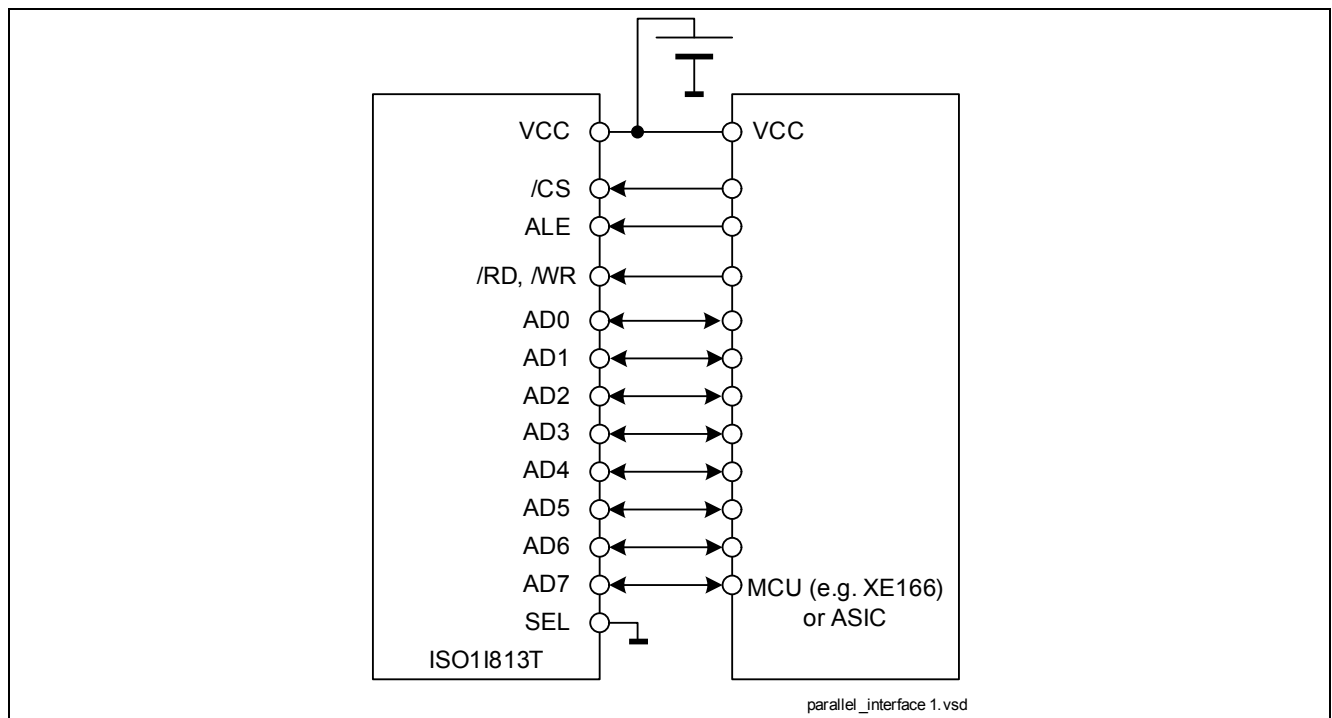 VCC VCC
/CS
ALE
/RD, /WR
AD0
AD1
AD2
AD3
AD4
AD5
AD6
AD7
MCU (e.g. XE166)
or ASIC
SEL
ISO1I813T
parallel_interface 1.vsd